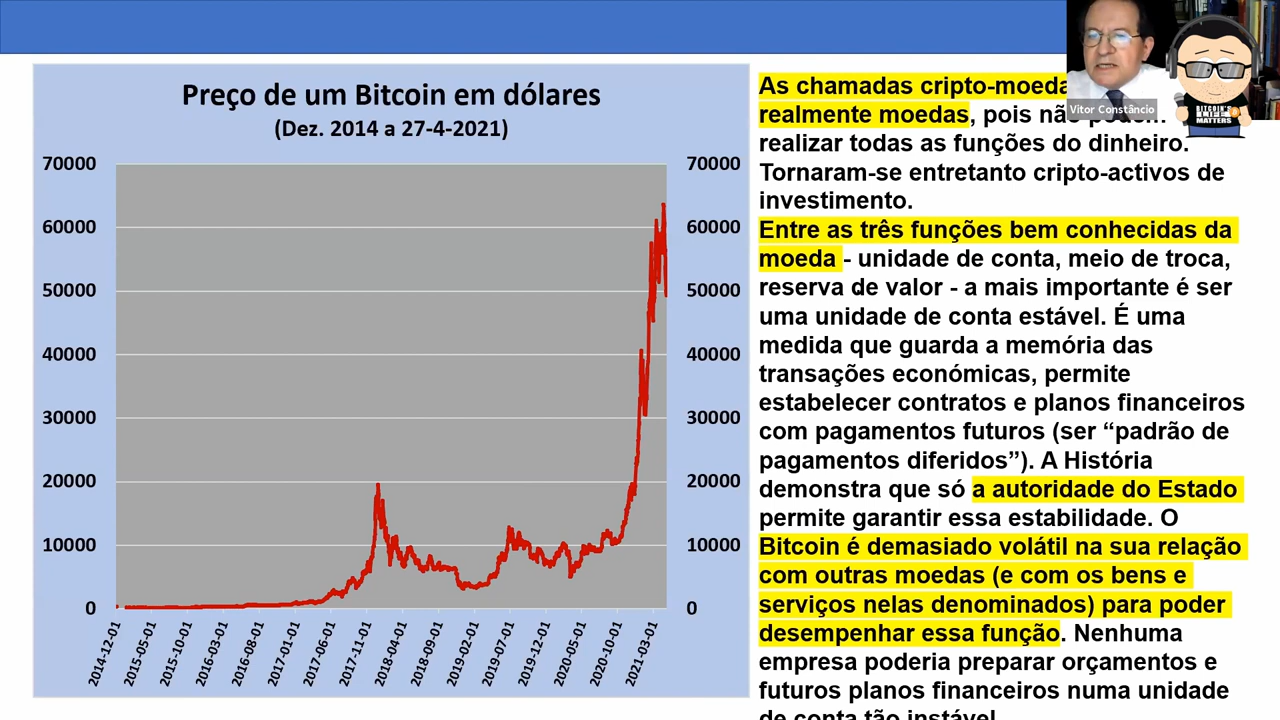 Preço de um Bitcoin em dólares
(Dez. 2014 a 27-4-2021)
70000
60000
50000
40000
30000
20000
10000
0
70000
60000
50000
40000
30000
20000
10000
0
2014-12-01
2015-05-01
2015-10-01
2016-03-01
2016-08-01
2017-01-01
2017-06-01
2017-11-01
2018-04-01
2018-09-01
2019-02-01
2019-07-01
2019-12-01
2020-05-01
2020-10-01
2021-03-01
Vitor Constâncio
BITCOIN'S
MATTERS
As chamadas
realmente moedas, pois
realizar todas as funções do dinheiro.
Tornaram-se entretanto cripto-activos de
investimento.
Entre as três funções bem conhecidas da
moeda - unidade de conta, meio de troca,
reserva de valor - a mais importante é ser
uma unidade de conta estável. É uma
medida que guarda a memória das
transações económicas, permite
estabelecer contratos e planos financeiros
com pagamentos futuros (ser “padrão de
pagamentos diferidos”). A História
demonstra que só a autoridade do Estado
permite garantir essa estabilidade. O
Bitcoin é demasiado volátil na sua relação
com outras moedas (e com os bens e
serviços nelas denominados) para poder
desempenhar essa função. Nenhuma
empresa poderia preparar orçamentos e
futuros planos financeiros numa unidade
de conta tão instável